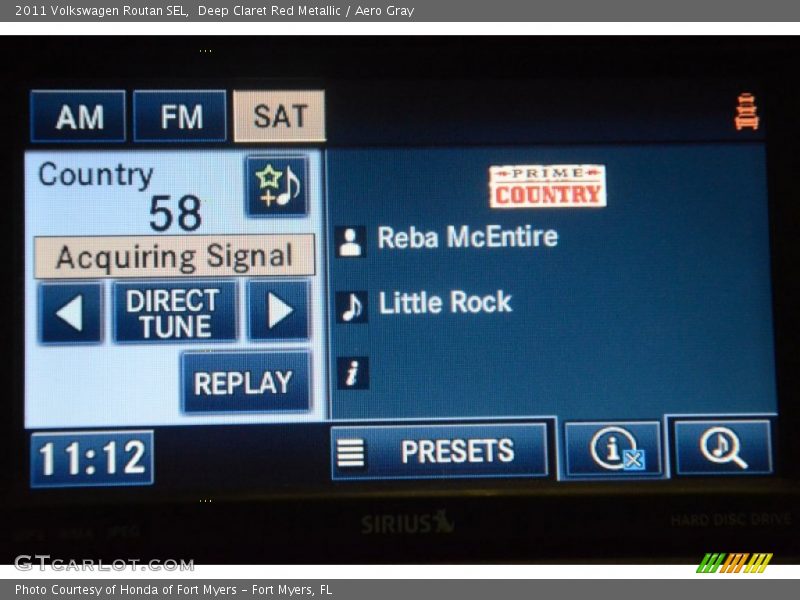 2011 Volkswagen Routan SEL, Deep Claret Red Metallic / Aero Gray
AM FM SAT
Country
58
Acquiring Signal
DIRECT
TUNE
REPLAY
11:12
PRIME
COUNTRY
Reba McEntire
Little Rock
i
PRESETS
i
SIRIUS
HARD DISC DRIVE
GTCARLOT.COM
Photo Courtesy of Honda of Fort Myers - Fort Myers, FL